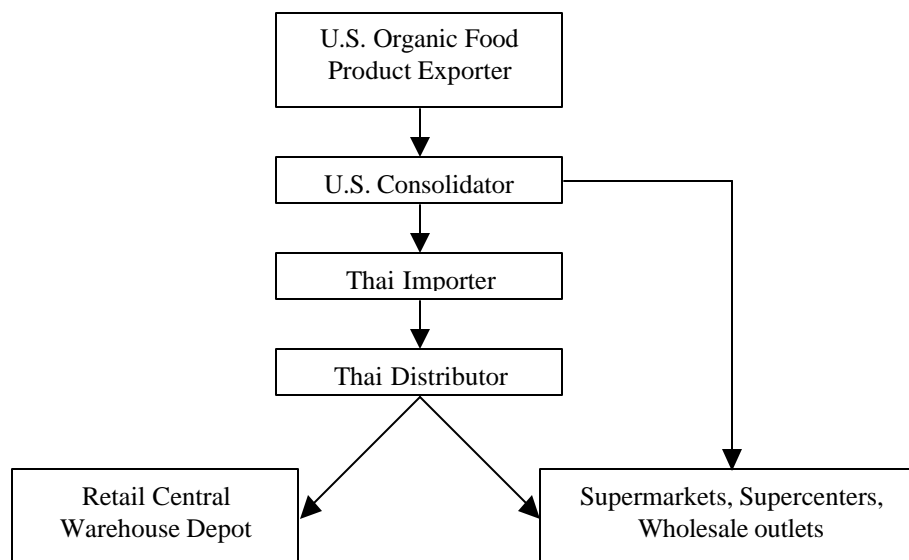 U.S. Organic Food
Product Exporter
U.S. Consolidator
Thai Importer
Thai Distributor
Retail Central
Warehouse Depot
Supermarkets, Supercenters,
Wholesale outlets